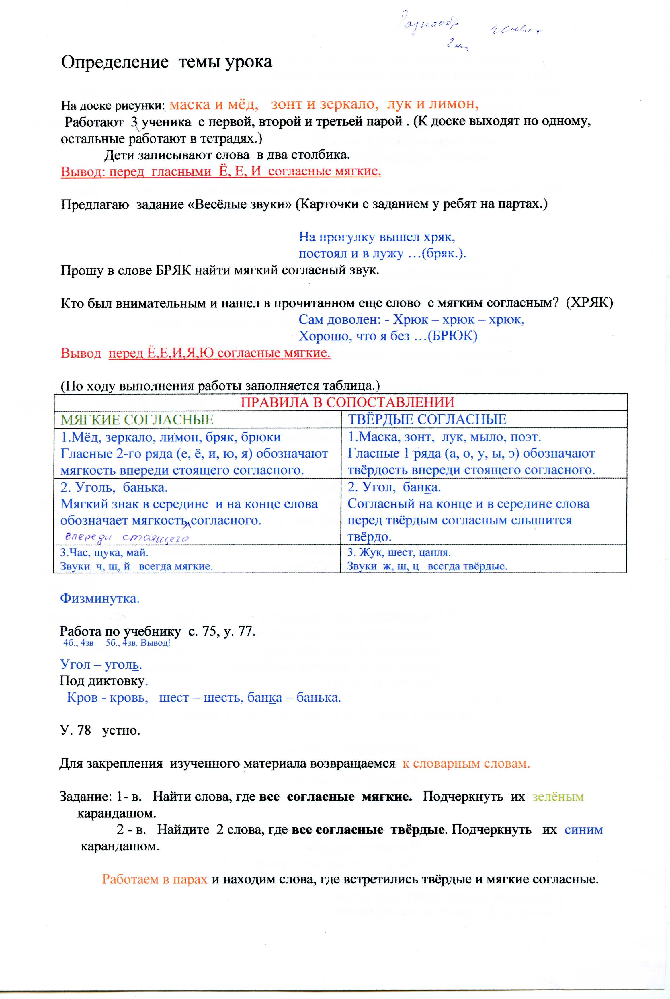 Определение темы урока
На доске рисунки: маска и мёд, зонт и зеркало, лук и лимон,
Работают 3 ученика с первой, второй и третьей парой . (К доске выходят по одному,
остальные работают в тетрадях.)
Дети записывают слова в два столбика.
Вывод: перед гласными Ё, Е, И согласные мягкие.
Предлагаю задание «Весёлые звуки» (Карточки с заданием у ребят на партах.)
На прогулку вышел хряк,
постоял и в лужу …(бряк.).
Прошу в слове БРЯК найти мягкий согласный звук.
Кто был внимательным и нашел в прочитанном еще слово с мягким согласным? (ХРЯК)
Сам доволен: - Хрюк – хрюк – хрюк,
Хорошо, что я без …(БРЮК)
Вывод перед Ё,Е,И,Я,Ю согласные мягкие.
(По ходу выполнения работы заполняется таблица.)
ПРАВИЛА В СОПОСТАВЛЕНИИ
МЯГКИЕ СОГЛАСНЫЕ
ТВЁРДЫЕ СОГЛАСНЫЕ
1.Мёд, зеркало, лимон, бряк, брюки
Гласные 2-го ряда (е, ё, и, ю, я) обозначают
мягкость впереди стоящего согласного.
1.Маска, зонт, лук, мыло, поэт.
Гласные 1 ряда (а, о, у, ы, э) обозначают
твёрдость впереди стоящего согласного.
2. Уголь, банька.
Мягкий знак в середине и на конце слова
обозначает мягкость согласного.
впереди стоящего
2. Угол, банка.
Согласный на конце и в середине слова
перед твёрдым согласным слышится
твёрдо.
3.Час, щука, май.
Звуки ч, щ, й всегда мягкие.
3. Жук, шест, цапля.
Звуки ж, ш, ц всегда твёрдые.
Физминутка.
Работа по учебнику с. 75, у. 77.
4б., 4зв 5б., 4зв. Вывод!
Угол – уголь.
Под диктовку.
Кров - кровь, шест – шесть, банка – банька.
У. 78 устно.
Для закрепления изученного материала возвращаемся к словарным словам.
Задание: 1- в. Найти слова, где все согласные мягкие. Подчеркнуть их зелёным
карандашом.
2 - в. Найдите 2 слова, где все согласные твёрдые. Подчеркнуть их синим
карандашом.
Работаем в парах и находим слова, где встретились твёрдые и мягкие согласные.